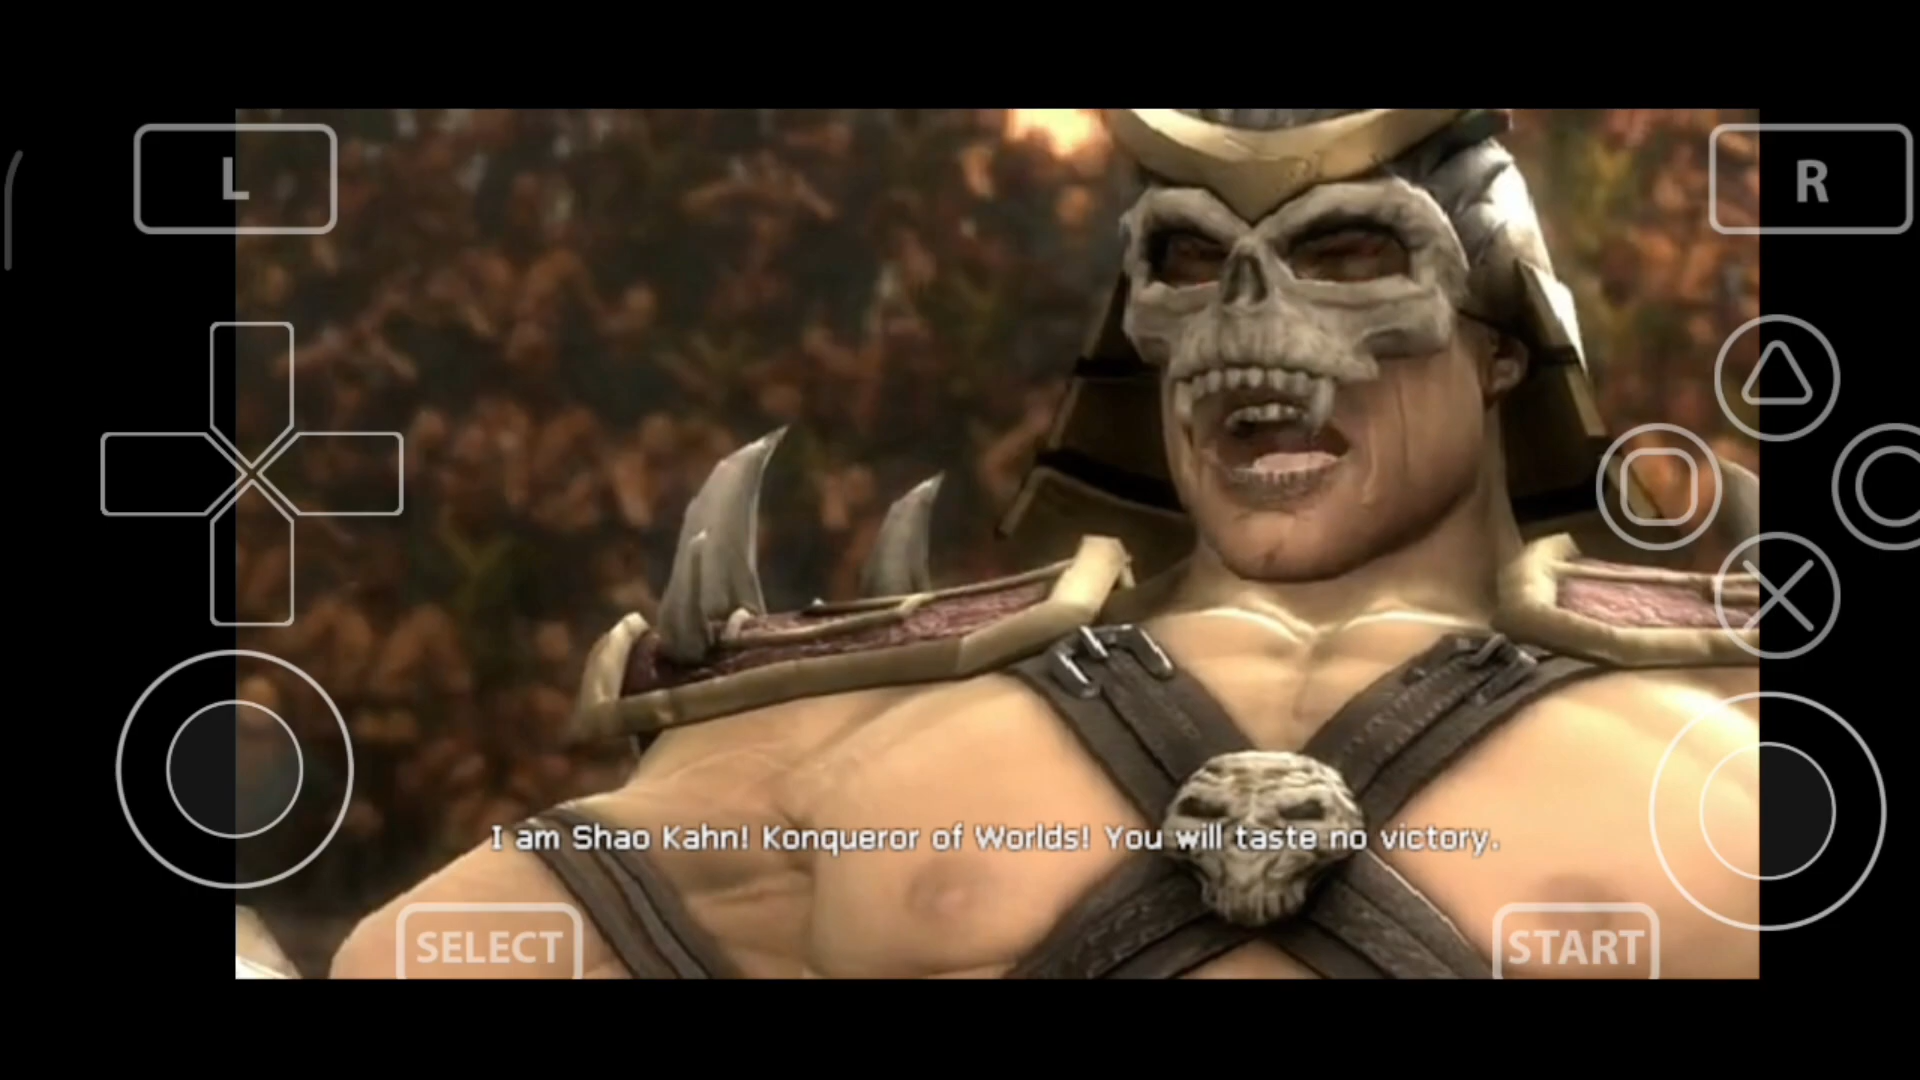 L
R
I am Shao Kahn! Konqueror of Worlds! You will taste no victory.
SELECT
START